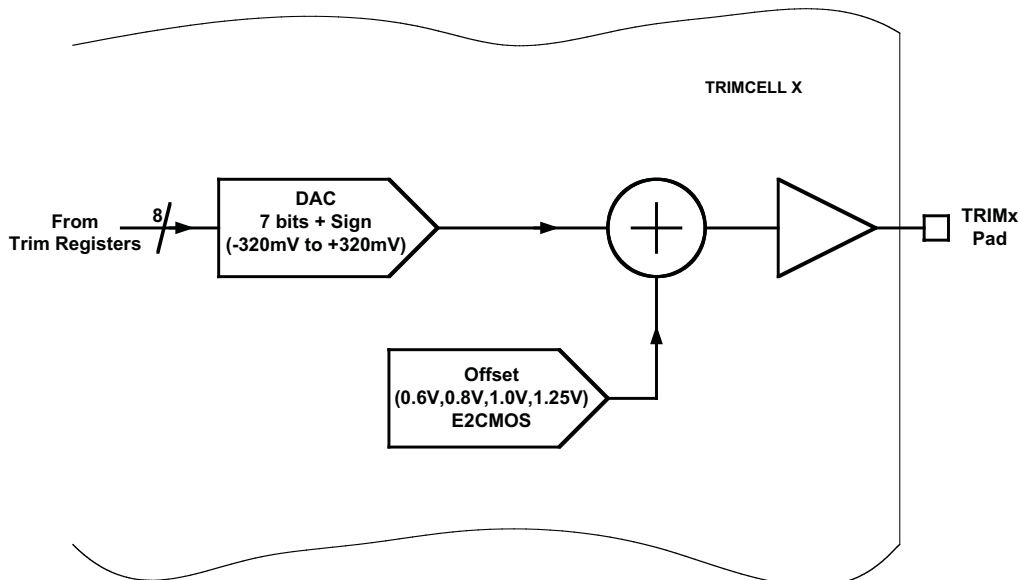 TRIMCELL X
From
Trim Registers
8
DAC
7 bits + Sign
(-320mV to +320mV)
TRIMx
Pad
Offset
(0.6V,0.8V,1.0V,1.25V)
E2CMOS